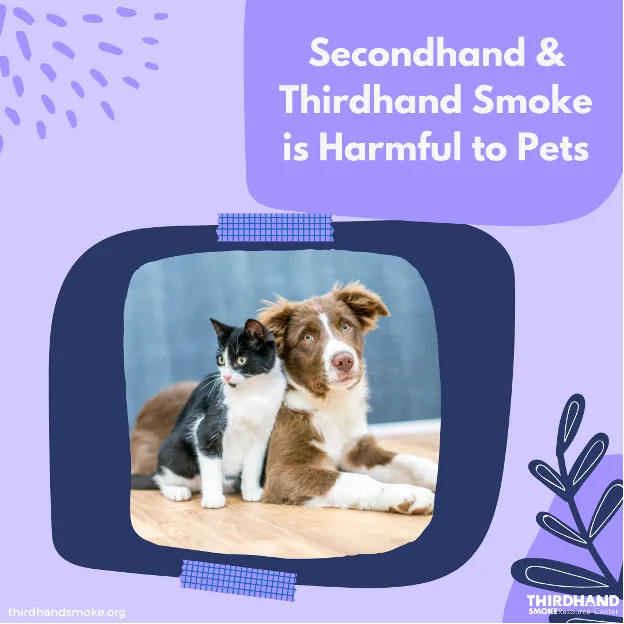 Secondhand &
Thirdhand Smoke
is Harmful to Pets
thirdhandsmoke.org
THIRDHAND
SMOKE Resource Center